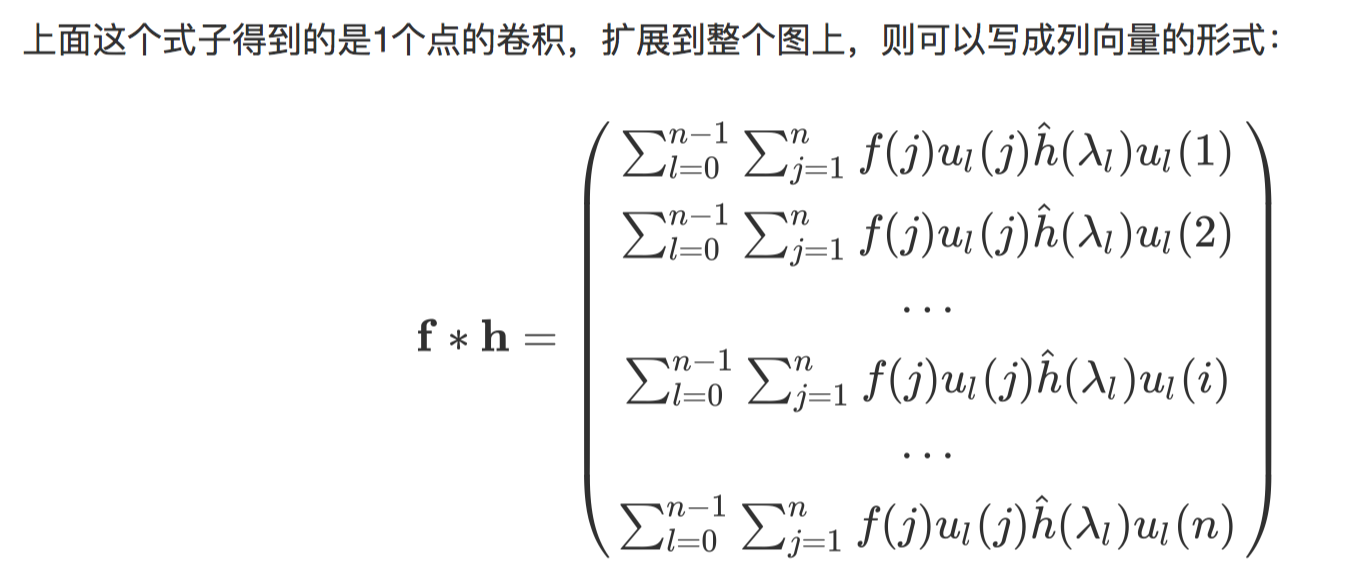 上面这个式子得到的是1个点的卷积，扩展到整个图上，则可以写成列向量的形式：
∑_{l=0}^{n−1} ∑_{j=1}^{n} f(j)u_l(j)ĥ(λ_l)u_l(1)
∑_{l=0}^{n−1} ∑_{j=1}^{n} f(j)u_l(j)ĥ(λ_l)u_l(2)
⋯
𝐟 ∗ 𝐡 =
∑_{l=0}^{n−1} ∑_{j=1}^{n} f(j)u_l(j)ĥ(λ_l)u_l(i)
⋯
∑_{l=0}^{n−1} ∑_{j=1}^{n} f(j)u_l(j)ĥ(λ_l)u_l(n)